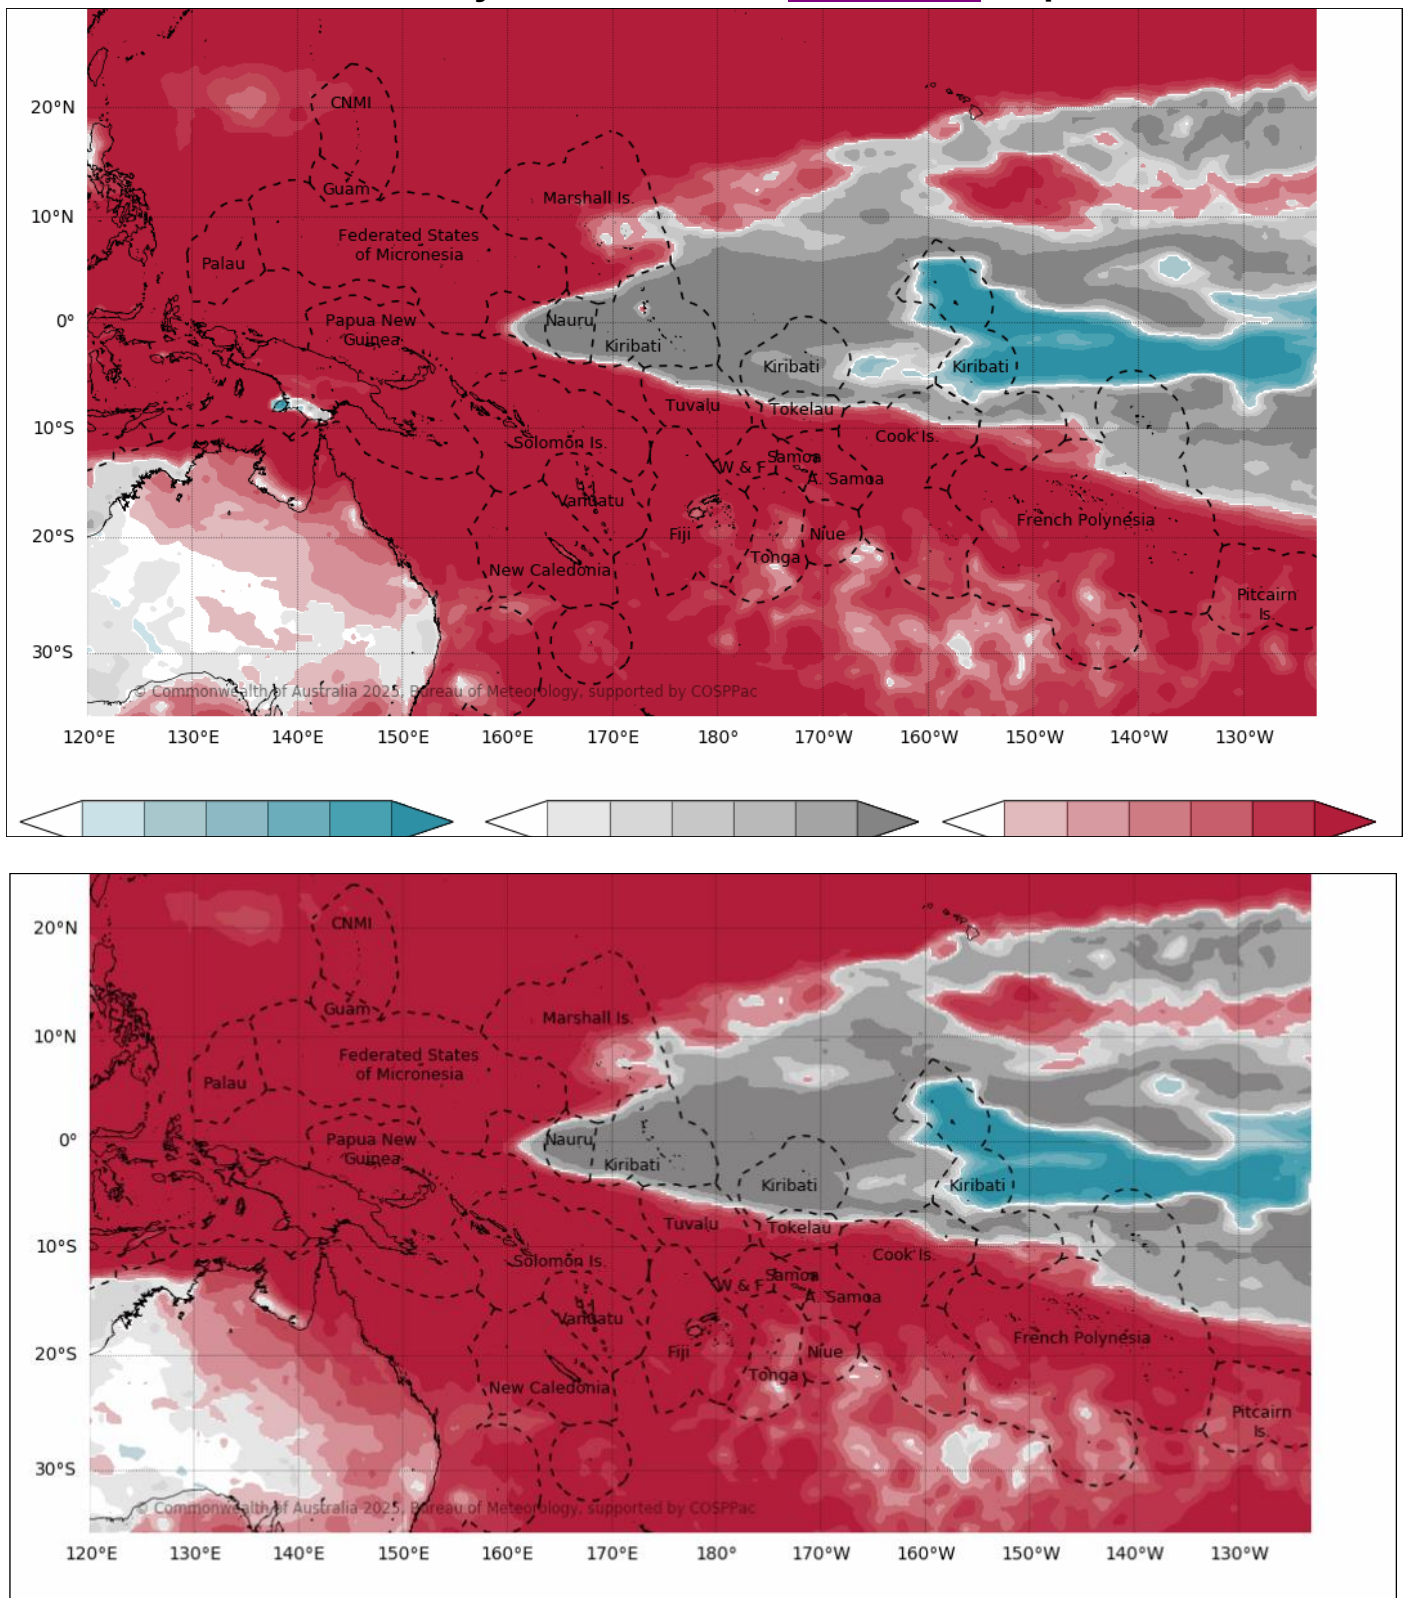 20°N
CNMI
Guam
Marshall Is.
10°N
Federated States
of Micronesia
Palau
0°
Papua New
Guinea
Nauru
Kiribati
Kiribati
Kiribati
Tuvalu
Tokelau
10°S
Solomon Is.
Cook Is.
W & F
Samoa
A. Samoa
Vanuatu
French Polynesia
20°S
Fiji
Niue
Tonga
New Caledonia
Pitcairn
Is.
30°S
© Commonwealth of Australia 2025, Bureau of Meteorology, supported by COSPPac
120°E 130°E 140°E 150°E 160°E 170°E 180° 170°W 160°W 150°W 140°W 130°W
20°N
CNMI
Guam
Marshall Is.
10°N
Federated States
of Micronesia
Palau
0°
Papua New
Guinea
Nauru
Kiribati
Kiribati
Kiribati
Tuvalu
Tokelau
10°S
Solomon Is.
Cook Is.
W & F
Samoa
A. Samoa
Vanuatu
French Polynesia
20°S
Fiji
Niue
Tonga
New Caledonia
Pitcairn
Is.
30°S
© Commonwealth of Australia 2025, Bureau of Meteorology, supported by COSPPac
120°E 130°E 140°E 150°E 160°E 170°E 180° 170°W 160°W 150°W 140°W 130°W